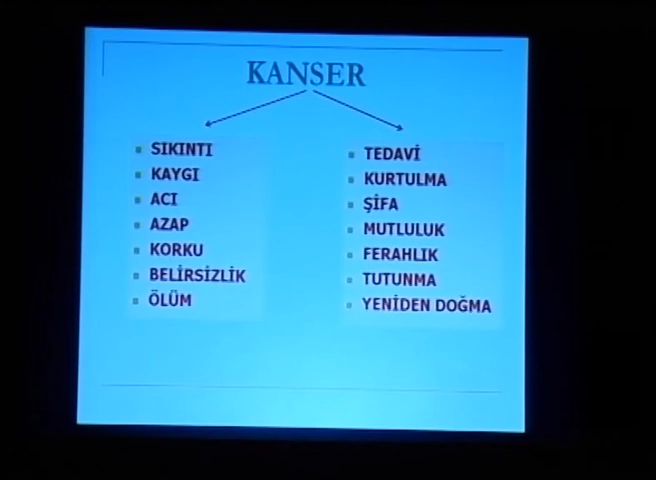 KANSER
SIKINTI
KAYGI
ACI
AZAP
KORKU
BELİRSİZLİK
ÖLÜM
TEDAVİ
KURTULMA
ŞİFA
MUTLULUK
FERAHLIK
TUTUNMA
YENİDEN DOĞMA